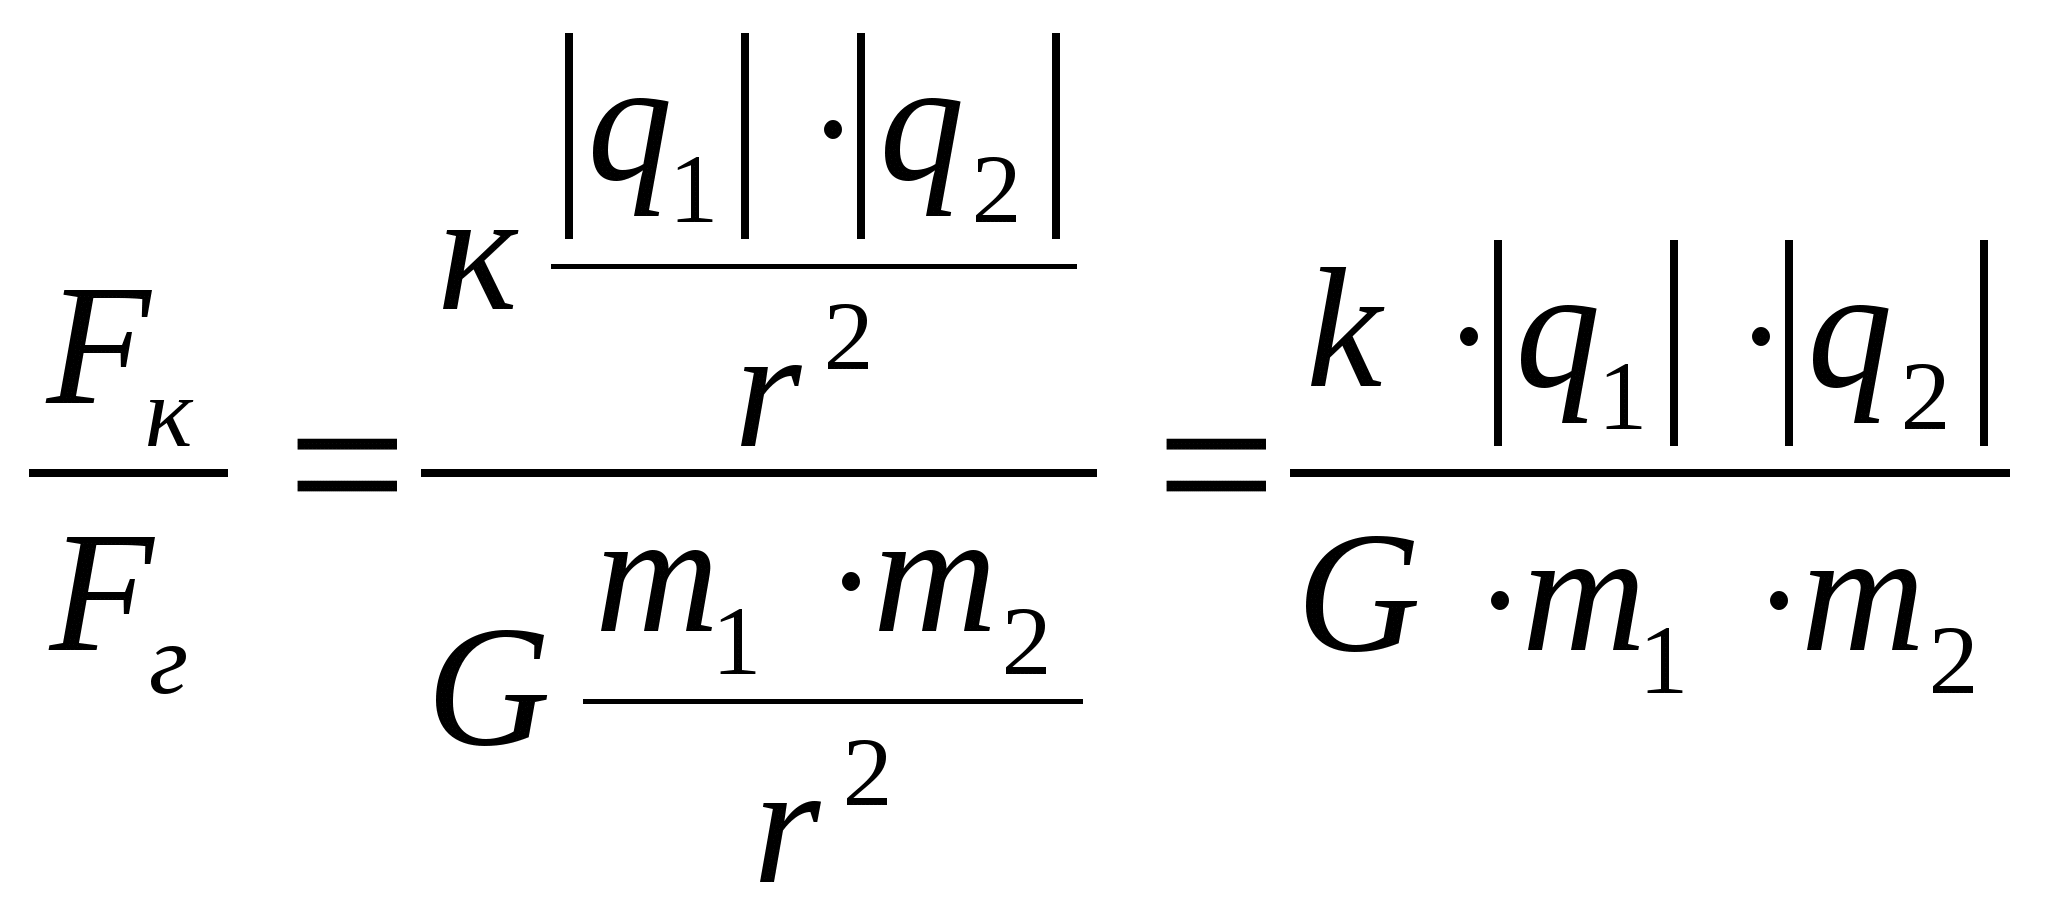 F_к / F_г = (к |q_1| · |q_2| / r^2) / (G m_1 · m_2 / r^2) = (k · |q_1| · |q_2|) / (G · m_1 · m_2)